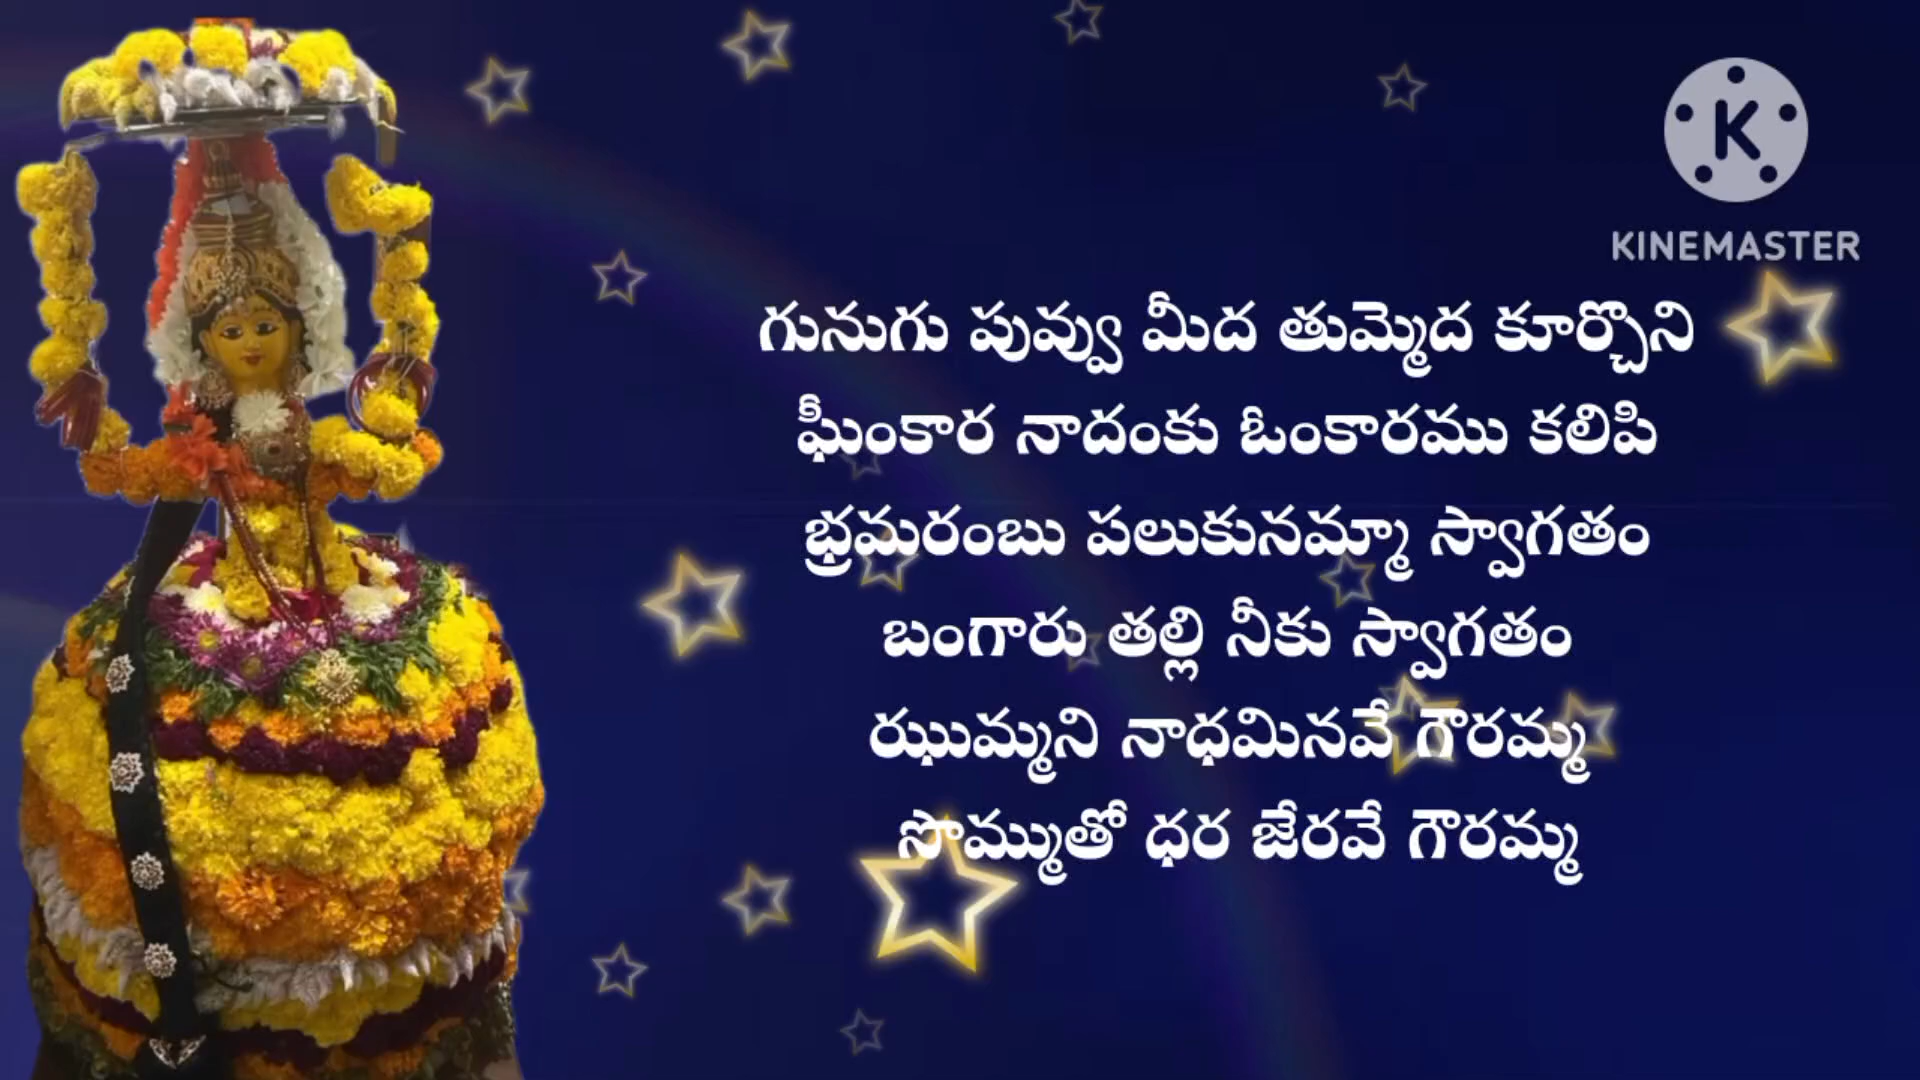 KINEMASTER
గునుగు పువ్వు మీద తుమ్మెద కూర్చొని
ఘీంకార నాదంకు ఓంకారము కలిపి
భ్రమరంబు పలుకునమ్మా స్వాగతం
బంగారు తల్లి నీకు స్వాగతం
ఝుమ్మని నాధమినవే గౌరమ్మ
సొమ్ముతో ధర జేరవే గౌరమ్మ